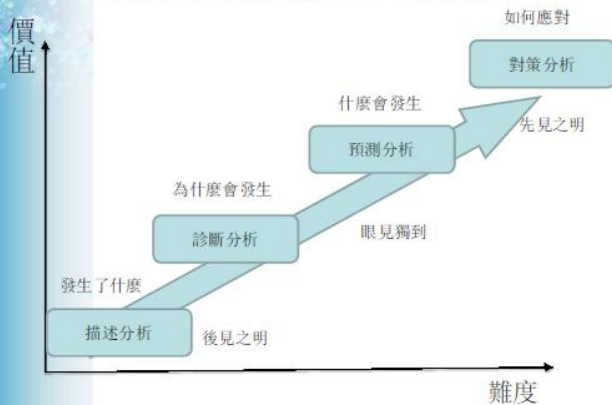 價值
如何應對
對策分析
什麼會發生
先見之明
預測分析
為什麼會發生
診斷分析
眼見獨到
發生了什麼
描述分析
後見之明
難度